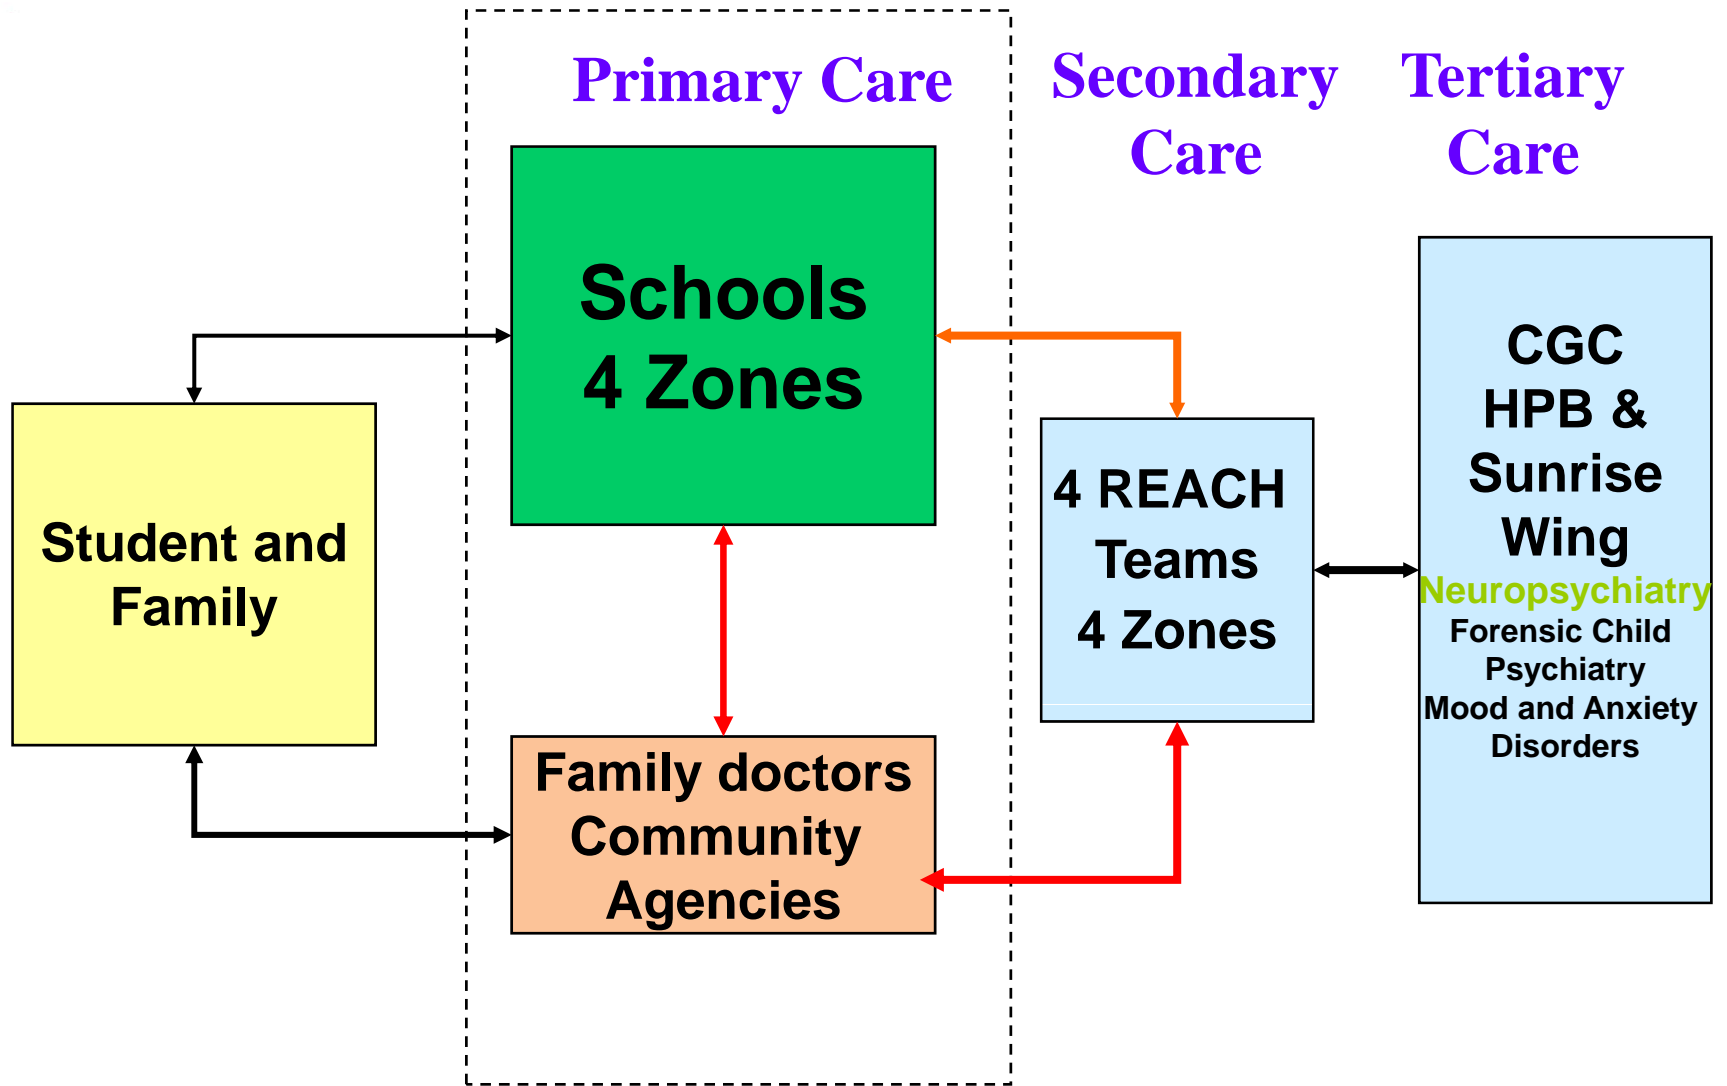 Primary Care
Secondary
Care
Tertiary
Care
Schools
4 Zones
Student and
Family
Family doctors
Community
Agencies
4 REACH
Teams
4 Zones
CGC
HPB &
Sunrise
Wing
Neuropsychiatry
Forensic Child
Psychiatry
Mood and Anxiety
Disorders